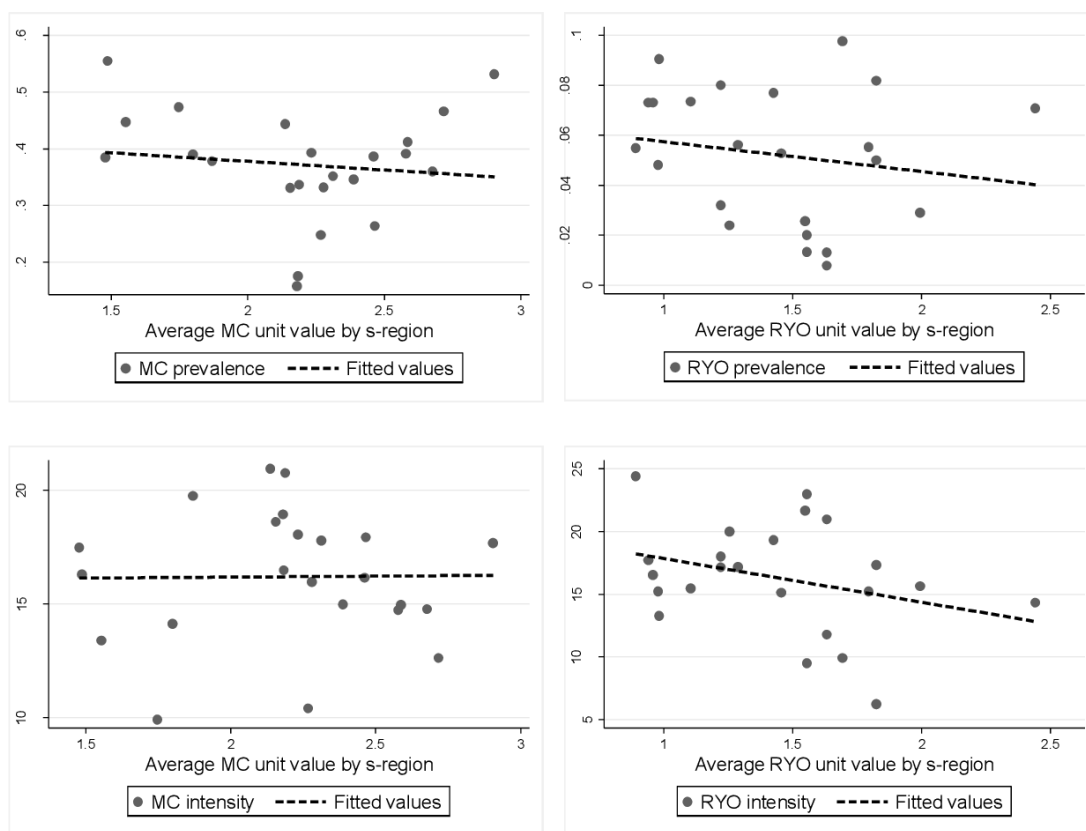 .6
.5
.4
.3
.2
1.5 2 2.5 3
Average MC unit value by s-region
MC prevalence Fitted values
.1
.08
.06
.04
.02
0
1 1.5 2 2.5
Average RYO unit value by s-region
RYO prevalence Fitted values
20
15
10
1.5 2 2.5 3
Average MC unit value by s-region
MC intensity Fitted values
25
20
15
10
5
1 1.5 2 2.5
Average RYO unit value by s-region
RYO intensity Fitted values